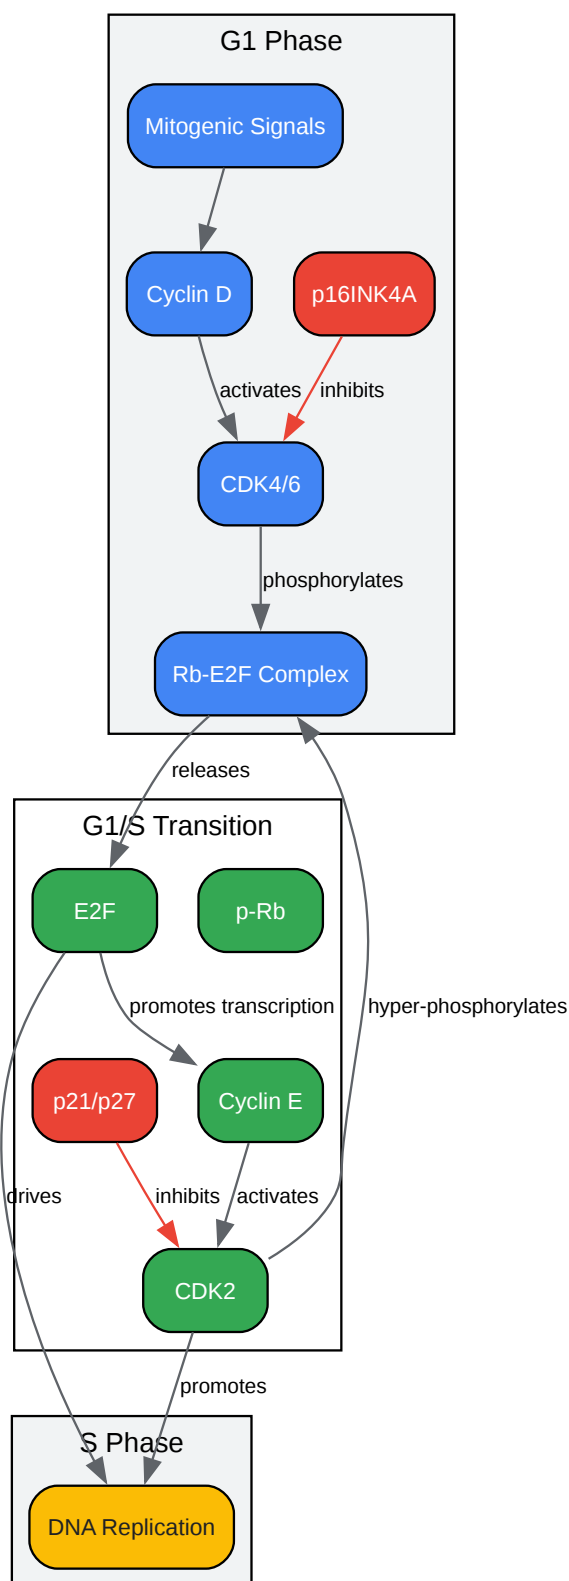 G1 Phase
Mitogenic Signals
Cyclin D
p16INK4A
activates
inhibits
CDK4/6
phosphorylates
Rb-E2F Complex
releases
G1/S Transition
E2F
p-Rb
promotes transcription
hyper-phosphorylates
p21/p27
Cyclin E
drives
inhibits
activates
CDK2
promotes
S Phase
DNA Replication